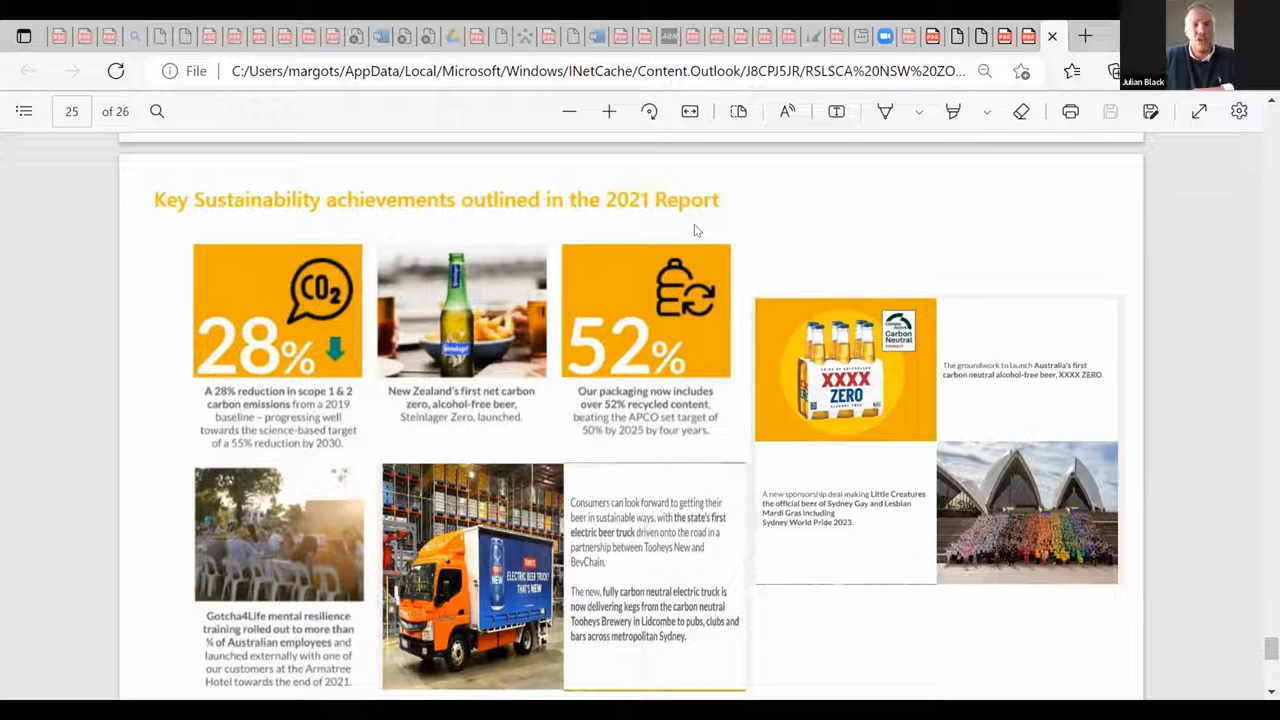 File
C:/Users/margots/AppData/Local/Microsoft/Windows/INetCache/Content.Outlook/J8CPJ5JR/RSLSCA%20NSW%20ZO...
Julian Black
25 of 26
Key Sustainability achievements outlined in the 2021 Report
CO2
28%
A 28% reduction in scope 1 & 2
carbon emissions from a 2019
baseline – progressing well
towards the science-based target
of a 55% reduction by 2030.
New Zealand's first net carbon
zero, alcohol-free beer,
Steinlager Zero, launched.
52%
Our packaging now includes
over 52% recycled content,
beating the APCO set target of
50% by 2025 by four years.
Carbon
Neutral
XXXX
ZERO
The groundwork to launch Australia's first
carbon neutral alcohol-free beer, XXXX ZERO
Gotcha4Life mental resilience
training rolled out to more than
¼ of Australian employees and
launched externally with one of
our customers at the Armatree
Hotel towards the end of 2021.
NEW
ELECTRIC BEER TRUCK?
THAT'S NEW
Consumers can look forward to getting their
beer in sustainable ways, with the state's first
electric beer truck driven onto the road in a
partnership between Tooheys New and
BevChain.
The new, fully carbon neutral electric truck is
now delivering kegs from the carbon neutral
Tooheys Brewery in Lidcombe to pubs, clubs and
bars across metropolitan Sydney.
A new sponsorship deal making Little Creatures
the official beer of Sydney Gay and Lesbian
Mardi Gras including
Sydney World Pride 2023.